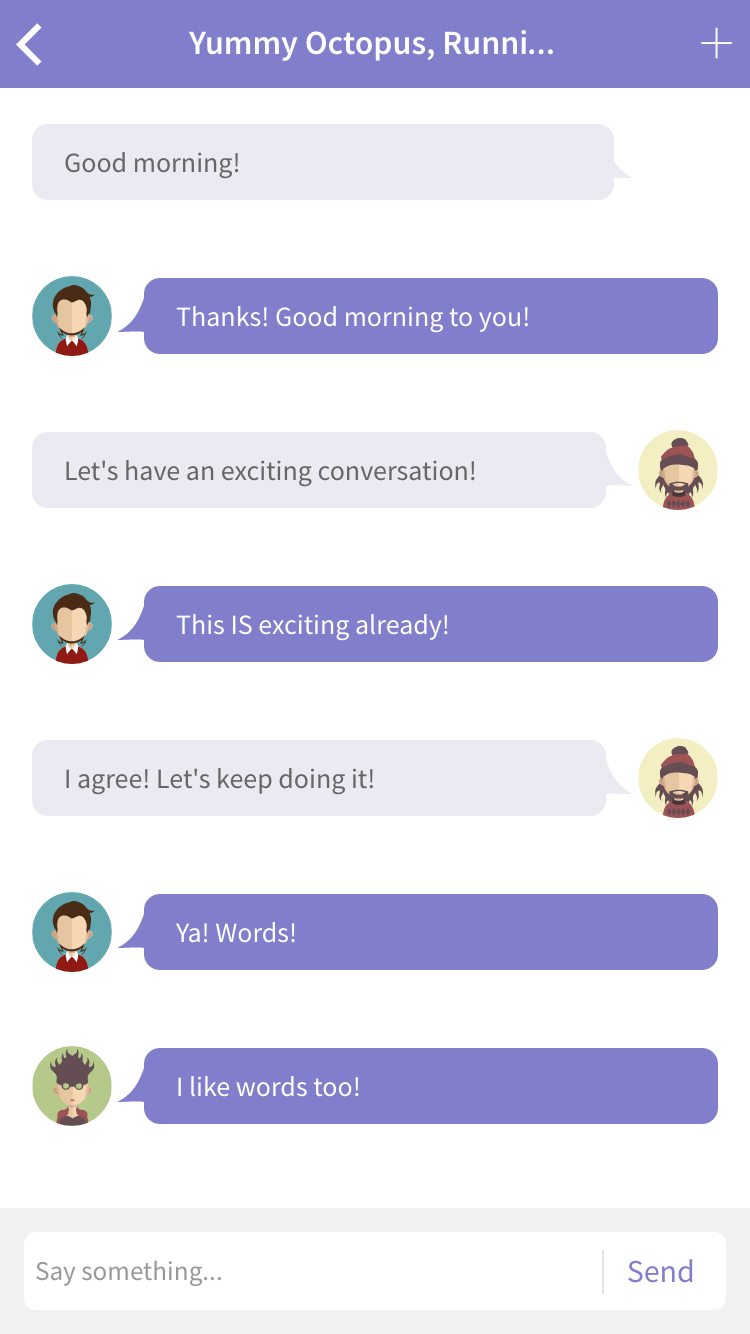 Yummy Octopus, Runni...
Good morning!
Thanks! Good morning to you!
Let's have an exciting conversation!
This IS exciting already!
I agree! Let's keep doing it!
Ya! Words!
I like words too!
Say something...
Send